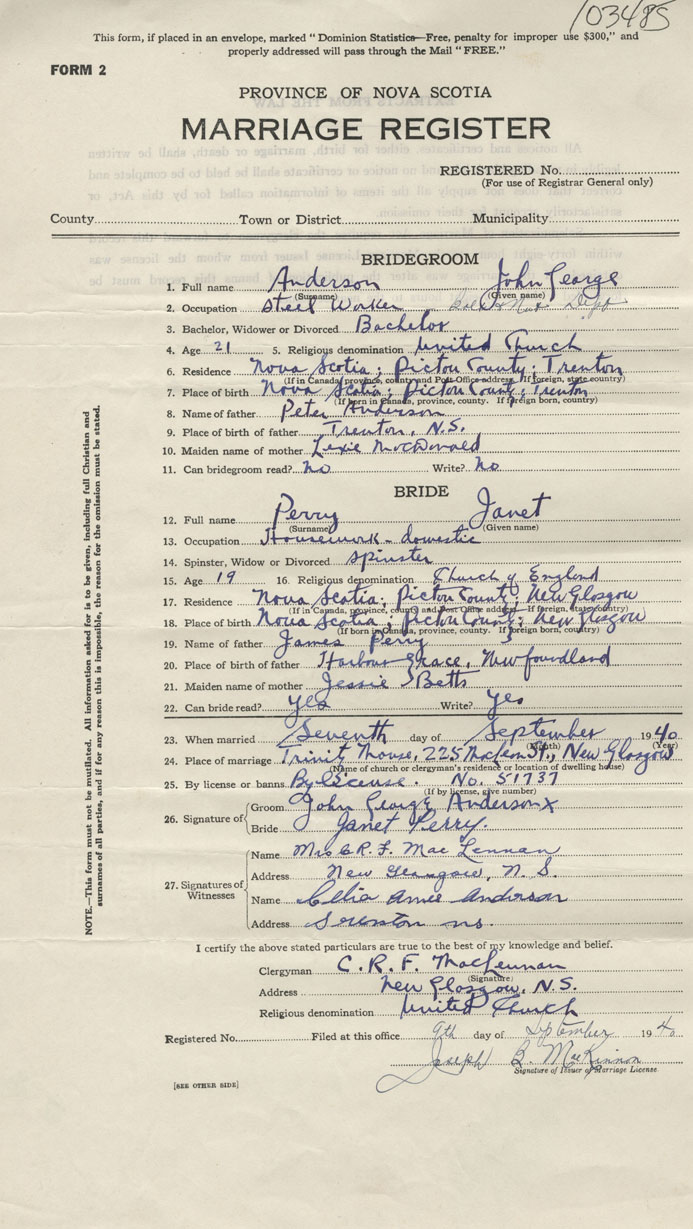 103485
This form, if placed in an envelope, marked “Dominion Statistics—Free, penalty for improper use $300,” and
properly addressed will pass through the Mail “FREE.”
FORM 2
PROVINCE OF NOVA SCOTIA
MARRIAGE REGISTER
REGISTERED No.
(For use of Registrar General only)
County Town or District Municipality
BRIDEGROOM
1. Full name Anderson John George
(Surname) (Given name)
2. Occupation Steel Worker
3. Bachelor, Widower or Divorced Bachelor
4. Age 21 5. Religious denomination United Church
6. Residence Nova Scotia; Pictou County; Trenton
(If in Canada, province, county and Post Office address. If foreign, state country)
7. Place of birth Nova Scotia; Pictou County; Trenton
(If born in Canada, province, county. If foreign born, country)
8. Name of father Peter Anderson
9. Place of birth of father Trenton, N.S.
10. Maiden name of mother Lexie MacDonald
11. Can bridegroom read? No Write? No
BRIDE
12. Full name Perry Janet
(Surname) (Given name)
13. Occupation Housework - domestic
14. Spinster, Widow or Divorced Spinster
15. Age 19 16. Religious denomination Church of England
17. Residence Nova Scotia; Pictou County; New Glasgow
(If in Canada, province, county and Post Office address. If foreign, state country)
18. Place of birth Nova Scotia; Pictou County; New Glasgow
(If born in Canada, province, county. If foreign born, country)
19. Name of father James Perry
20. Place of birth of father Harbour Grace, Newfoundland
21. Maiden name of mother Jessie Betts
22. Can bride read? Yes Write? Yes
23. When married Seventh day of September 1940
(Month) (Year)
24. Place of marriage Trinity Manse, 225 St., New Glasgow
(Name of church or clergyman's residence or location of dwelling house)
25. By license or banns By license. No. 51737
(If by license, give number)
26. Signature of
Groom John George Anderson x
Bride Janet Perry.
27. Signatures of Witnesses
Name Mrs C.R.F. MacLennan
Address New Glasgow, N.S.
Name Celia Annie Anderson
Address Trenton ns.
I certify the above stated particulars are true to the best of my knowledge and belief.
Clergyman C.R.F. MacLennan
(Signature)
Address New Glasgow, N.S.
Religious denomination United Church
Registered No. Filed at this office 9th day of September 1940
Joseph B. MacKinnon
Signature of Issuer of Marriage License
[SEE OTHER SIDE]
NOTE.—This form must not be mutilated. All information asked for is to be given, including full Christian and
surnames of all parties, and if for any reason this is impossible, the reason for the omission must be stated.